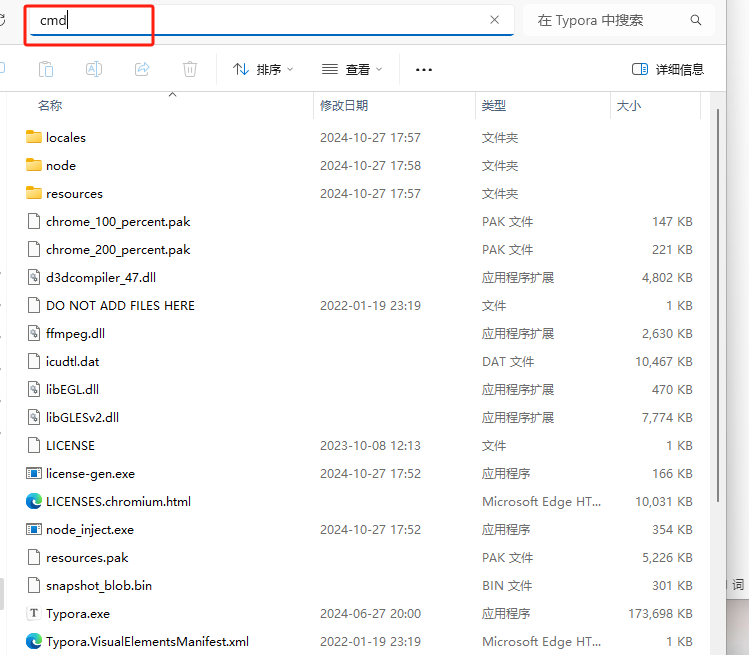 cmd 在 Typora 中搜索
排序 查看 详细信息
名称 修改日期 类型 大小
locales 2024-10-27 17:57 文件夹
node 2024-10-27 17:58 文件夹
resources 2024-10-27 17:57 文件夹
chrome_100_percent.pak PAK 文件 147 KB
chrome_200_percent.pak PAK 文件 221 KB
d3dcompiler_47.dll 应用程序扩展 4,802 KB
DO NOT ADD FILES HERE 2022-01-19 23:19 文件 1 KB
ffmpeg.dll 应用程序扩展 2,630 KB
icudtl.dat DAT 文件 10,467 KB
libEGL.dll 应用程序扩展 470 KB
libGLESv2.dll 应用程序扩展 7,774 KB
LICENSE 2023-10-08 12:13 文件 1 KB
license-gen.exe 2024-10-27 17:52 应用程序 166 KB
LICENSES.chromium.html Microsoft Edge HT... 10,031 KB
node_inject.exe 2024-10-27 17:52 应用程序 354 KB
resources.pak PAK 文件 5,226 KB
snapshot_blob.bin BIN 文件 301 KB
词
Typora.exe 2024-06-27 20:00 应用程序 173,698 KB
Typora.VisualElementsManifest.xml 2022-01-19 23:19 Microsoft Edge HT... 1 KB